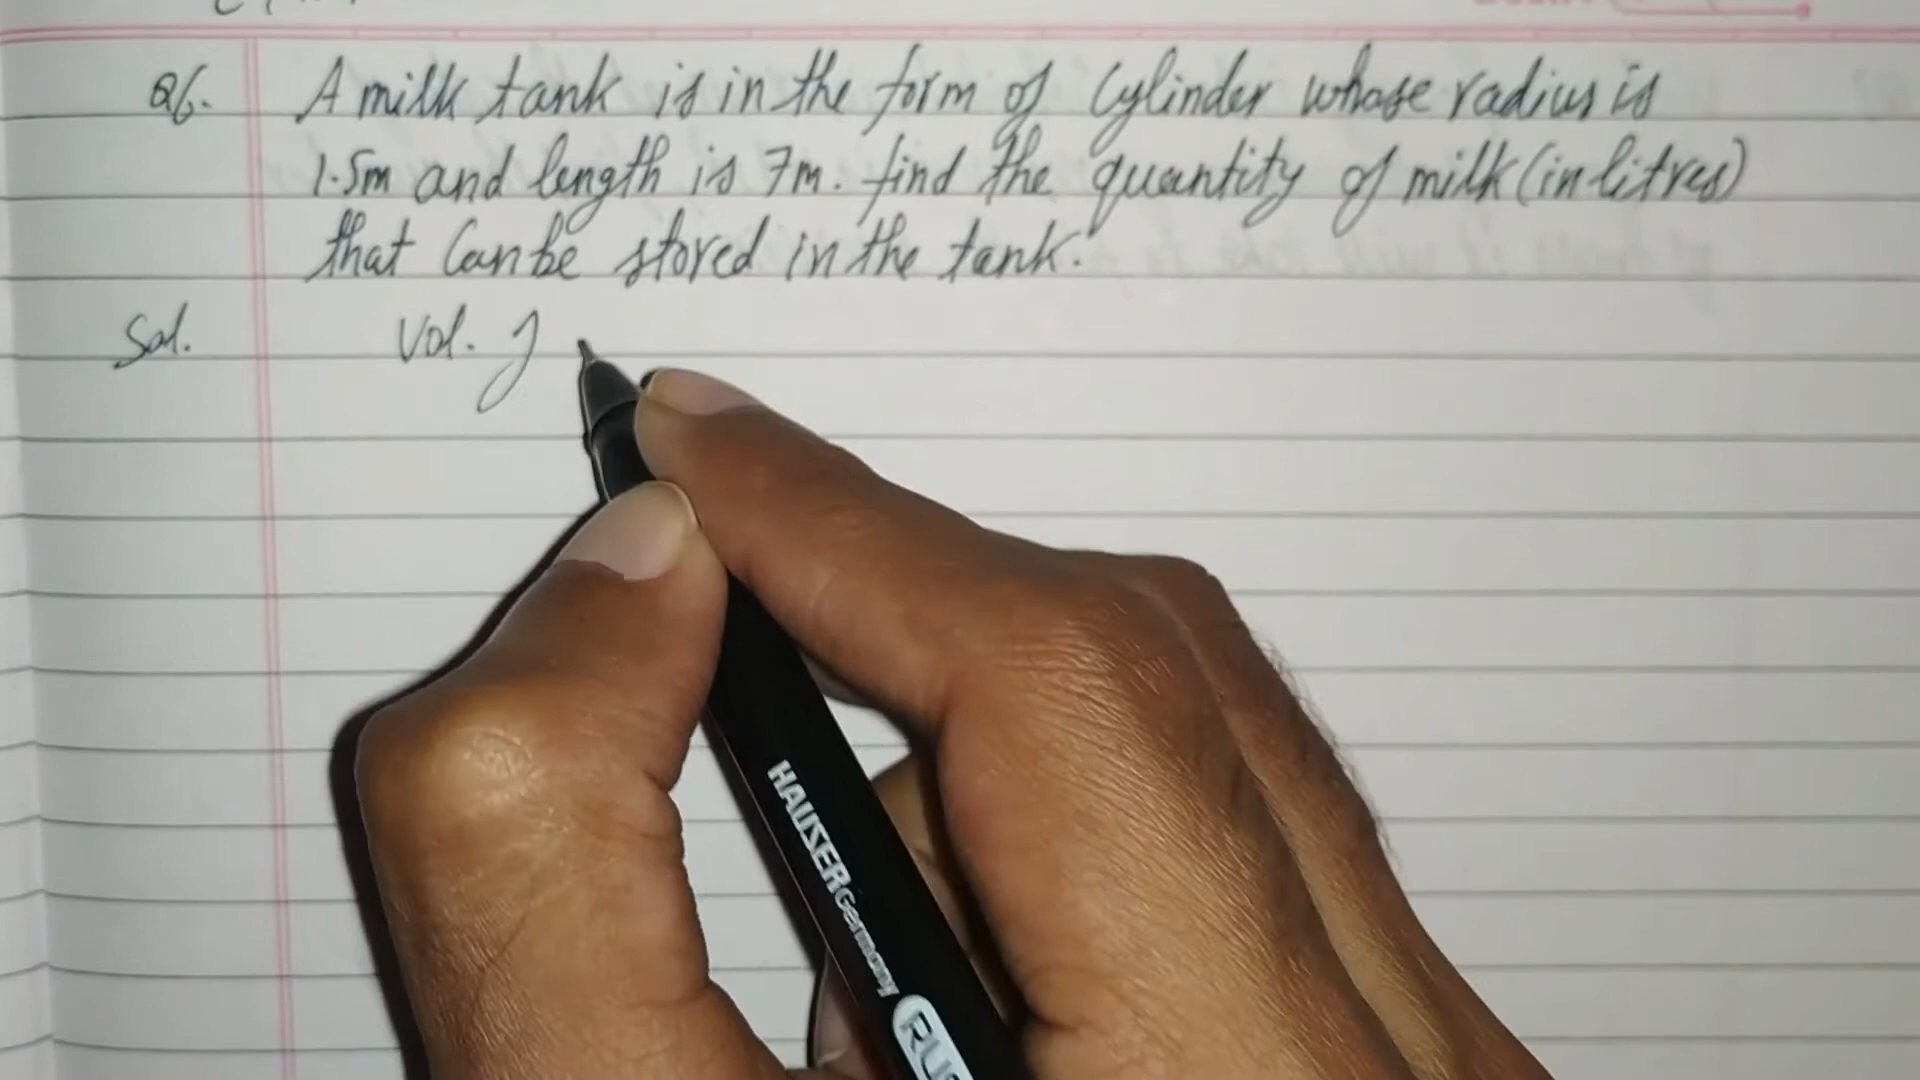 Q6. A milk tank is in the form of Cylinder whose radius is
1.5m and length is 7m. find the quantity of milk (in litres)
that can be stored in the tank.
Sol. Vol. of
HAUSER Germany